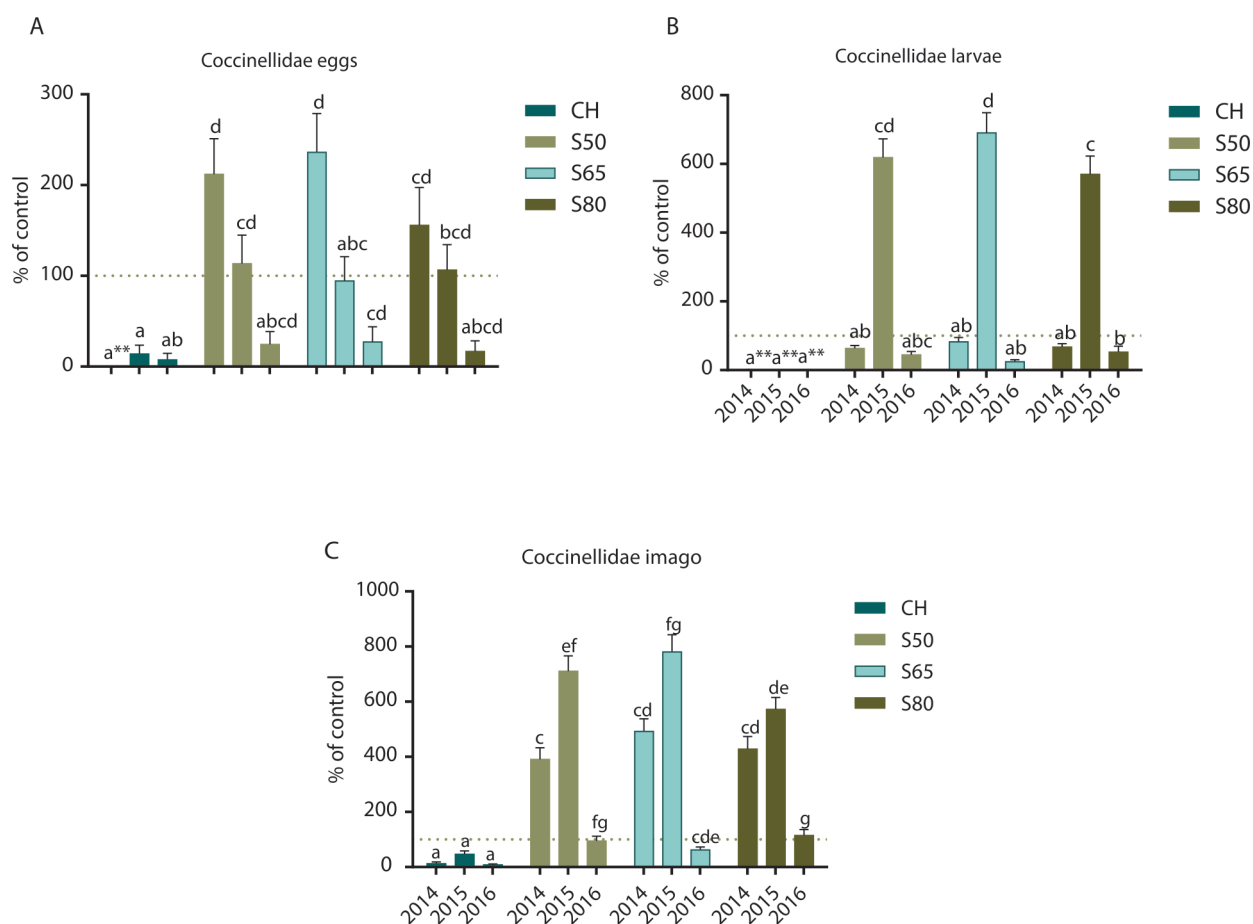 A
Coccinellidae eggs
% of control
300
200
100
0
a**
a
ab
d
cd
abcd
d
abc
cd
cd
bcd
abcd
CH
S50
S65
S80
B
Coccinellidae larvae
% of control
800
600
400
200
0
a** a** a**
ab
cd
abc
ab
d
ab
ab
c
b
2014 2015 2016 2014 2015 2016 2014 2015 2016 2014 2015 2016
CH
S50
S65
S80
C
Coccinellidae imago
% of control
1000
800
600
400
200
0
a
a
a
c
ef
fg
cd
fg
cde
cd
de
g
2014 2015 2016 2014 2015 2016 2014 2015 2016 2014 2015 2016
CH
S50
S65
S80